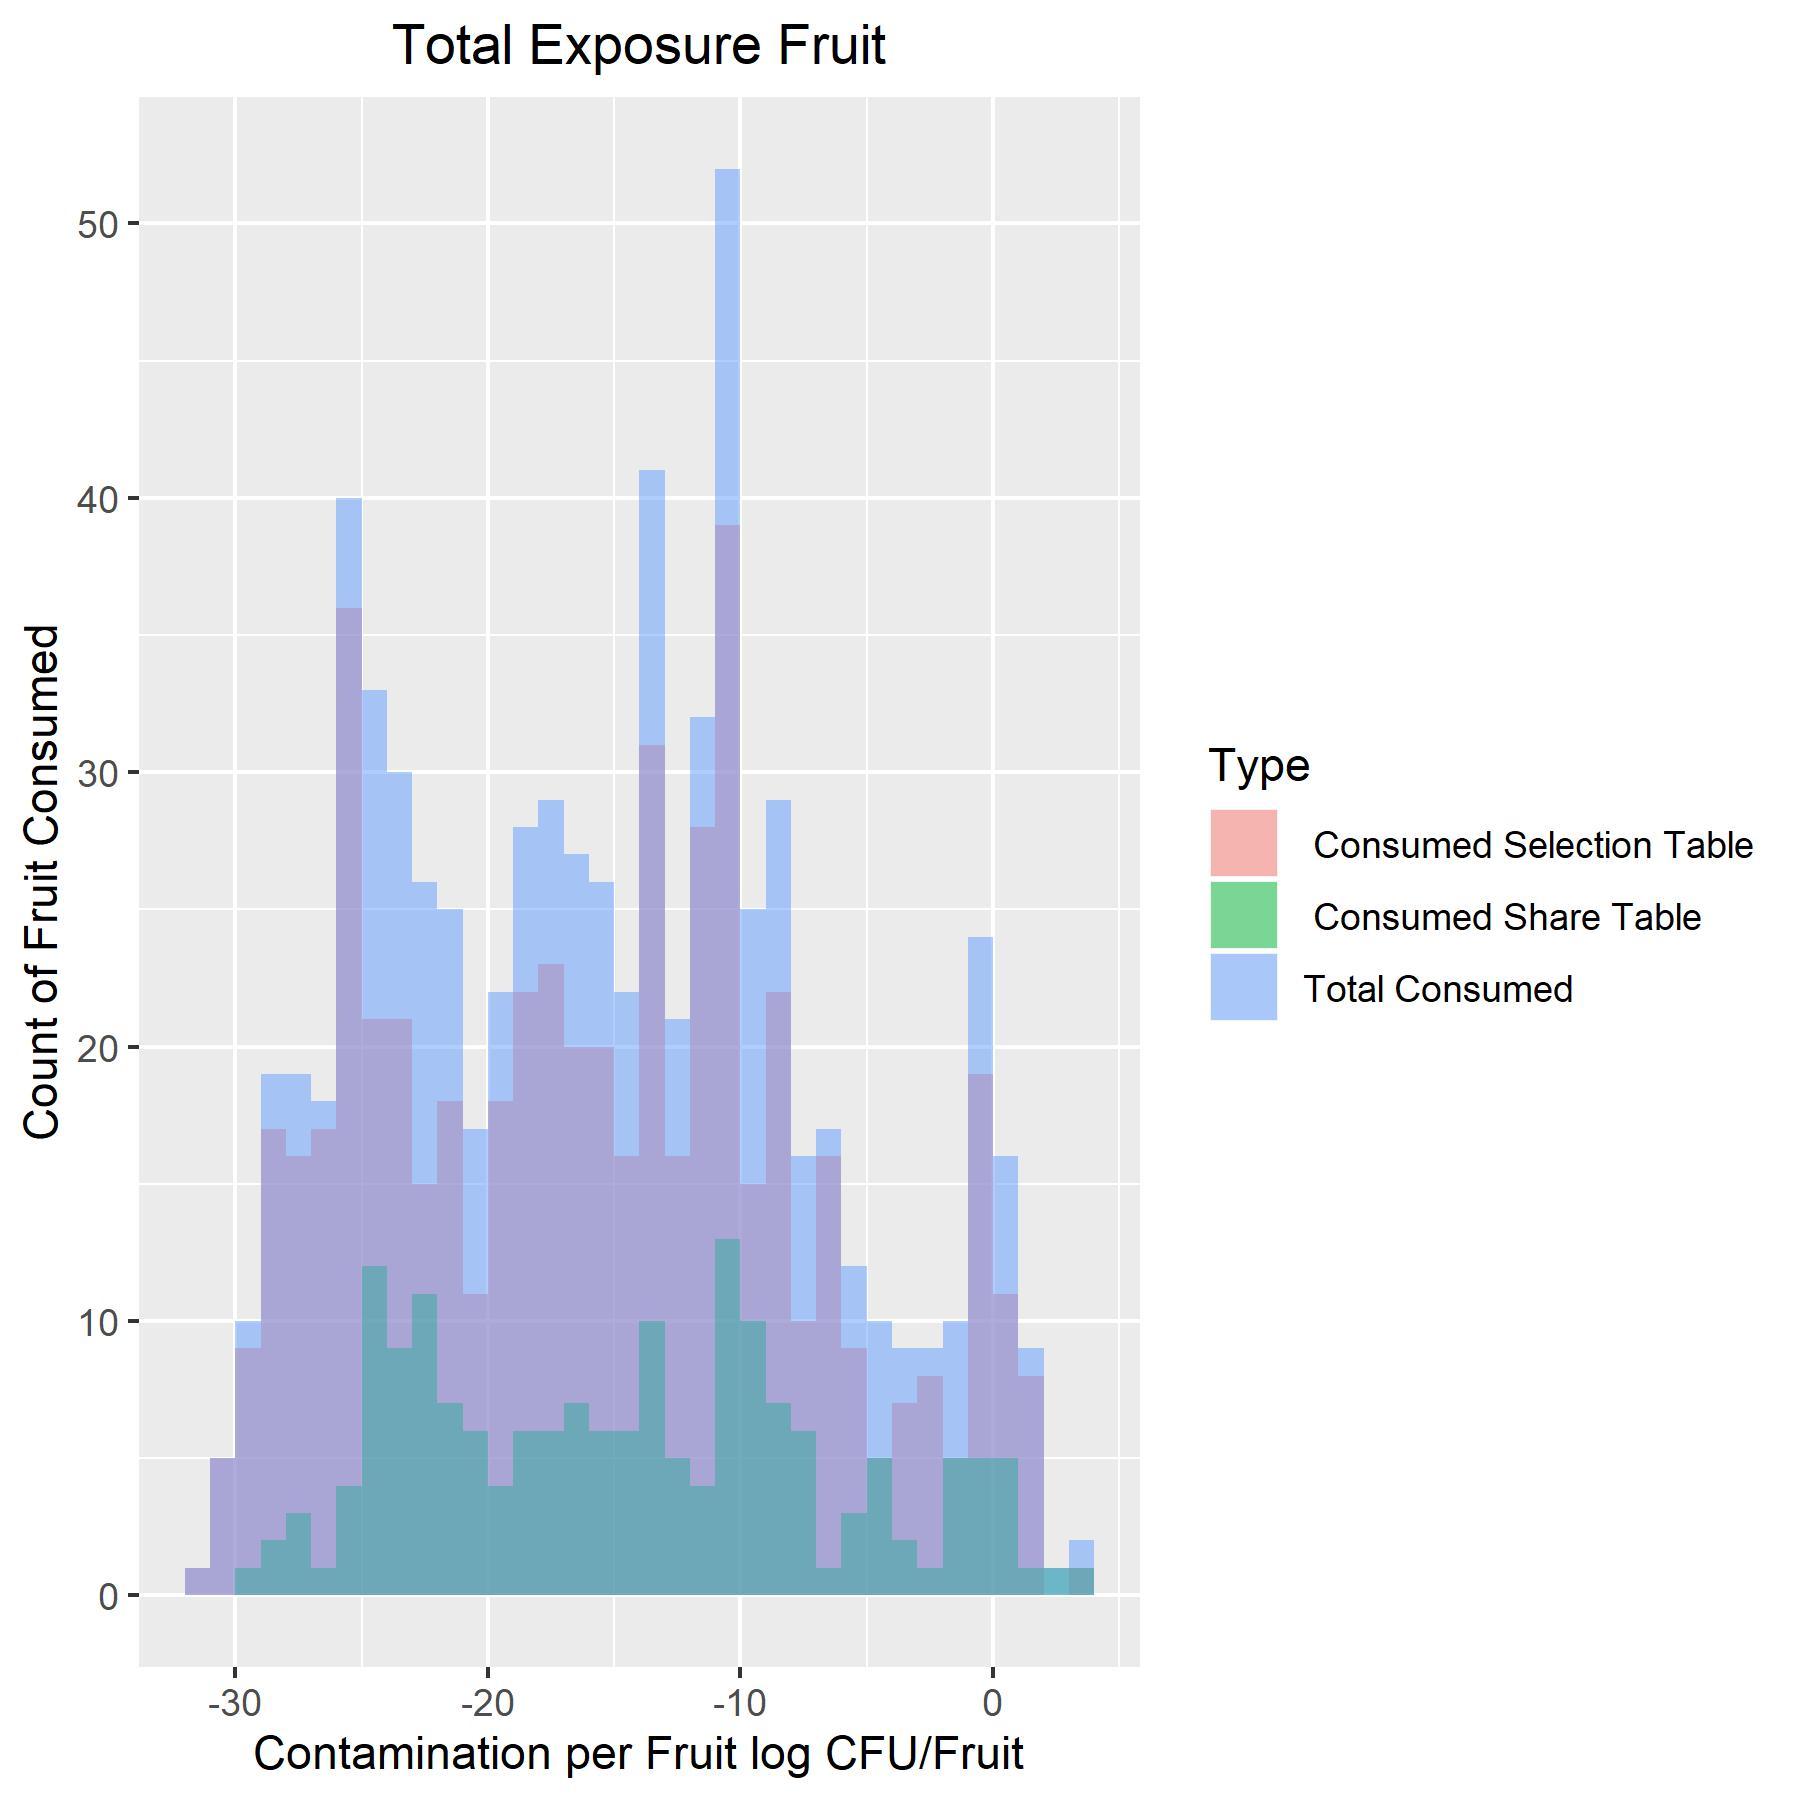 Total Exposure Fruit
Count of Fruit Consumed
50
40
30
20
10
0
-30 -20 -10 0
Contamination per Fruit log CFU/Fruit
Type
Consumed Selection Table
Consumed Share Table
Total Consumed